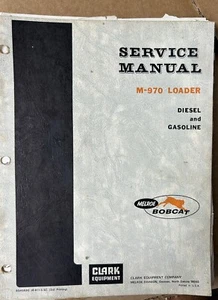 SERVICE
MANUAL
M-970 LOADER
DIESEL
and
GASOLINE
MELROE
BOBCAT
CLARK
EQUIPMENT
CLARK EQUIPMENT COMPANY